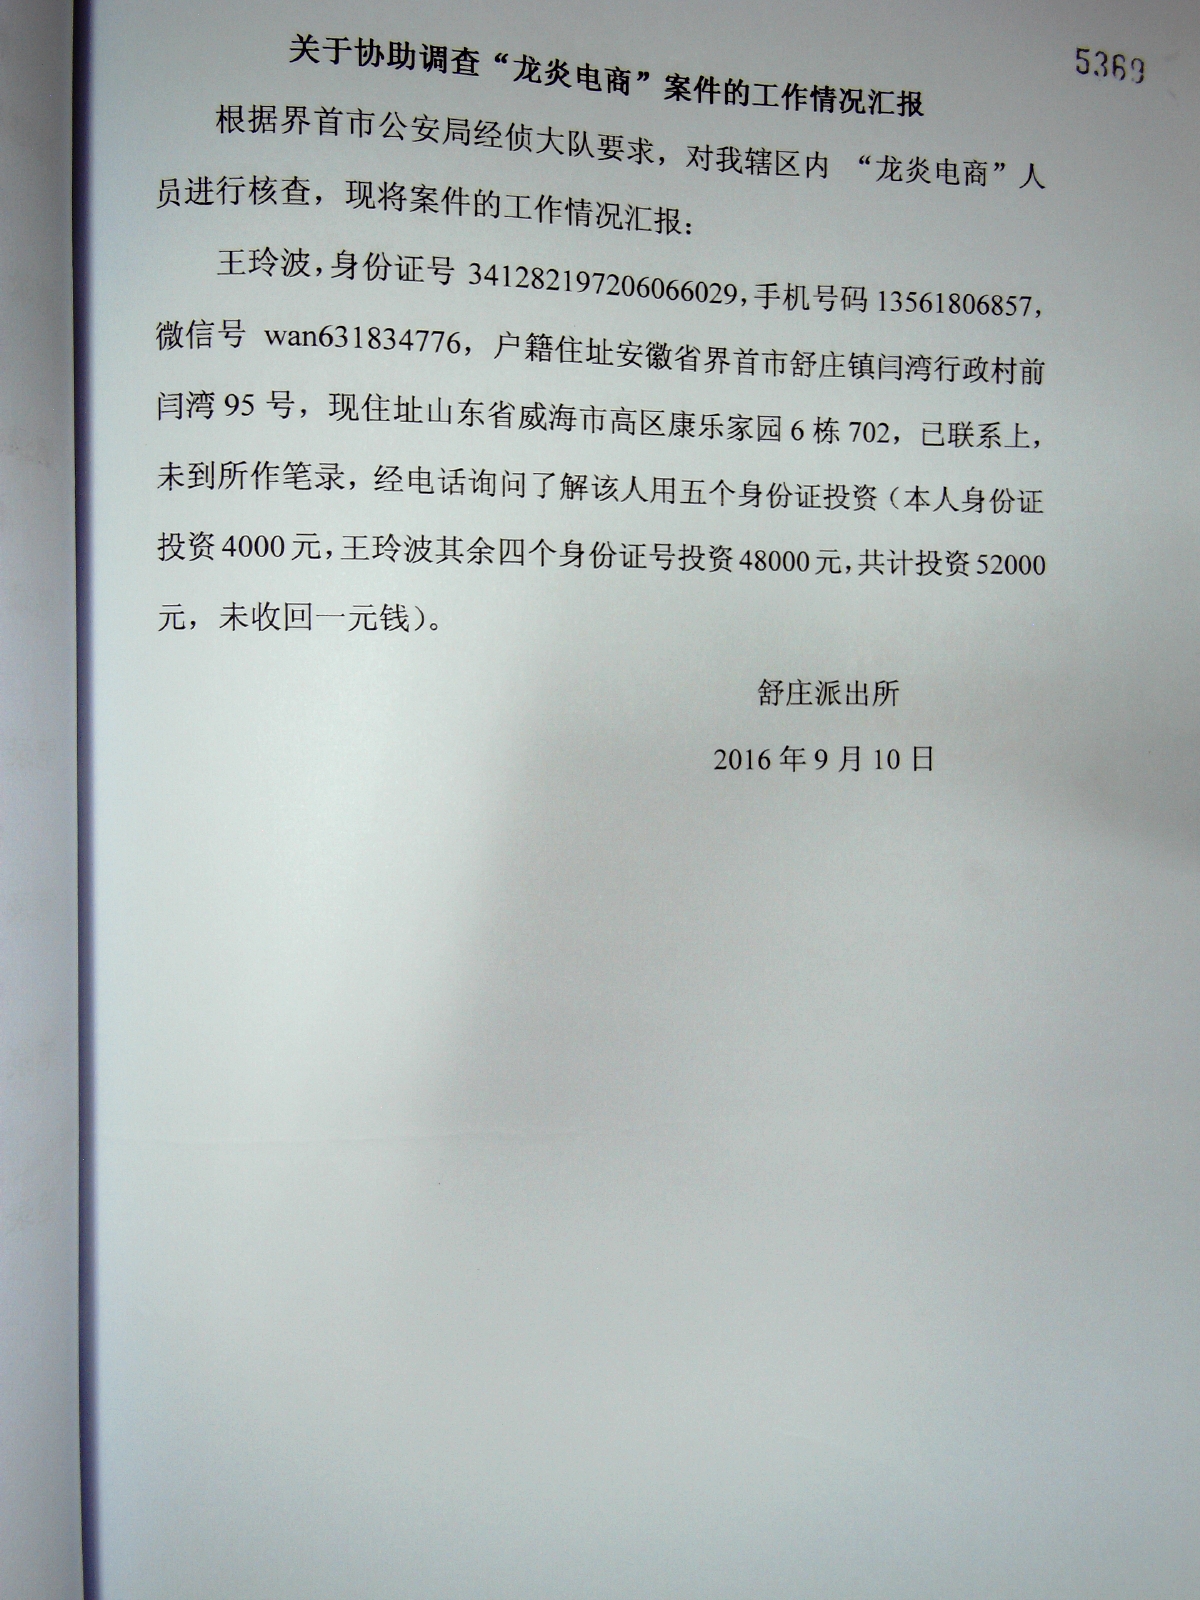 5369
关于协助调查“龙炎电商”案件的工作情况汇报
根据界首市公安局经侦大队要求，对我辖区内 “龙炎电商”人
员进行核查，现将案件的工作情况汇报：
王玲波，身份证号 341282197206066029，手机号码 13561806857，
微信号 wan631834776，户籍住址安徽省界首市舒庄镇闫湾行政村前
闫湾 95 号，现住址山东省威海市高区康乐家园 6 栋 702，已联系上，
未到所作笔录，经电话询问了解该人用五个身份证投资（本人身份证
投资 4000 元，王玲波其余四个身份证号投资 48000 元，共计投资 52000
元，未收回一元钱）。
舒庄派出所
2016 年 9 月 10 日